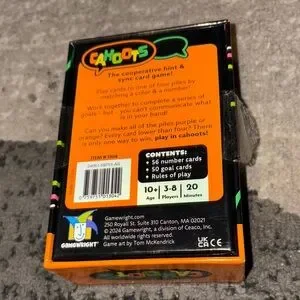 CAHOOTS
The cooperative hint &
sync card game!
Play cards in one of four piles by
matching a color & a number!
Work together to complete a series of
goals – but – you can't communicate what is
in your hand!
Can you make all of the piles purple or
orange? Every card lower than four? There
is only one way to win, play in cahoots!
CONTENTS:
• 56 number cards
• 50 goal cards
• Rules of play
10+ Age
3-8 Players
20 Minutes
GAMEWRIGHT
Gamewright.com
250 Royall St. Suite 310 Canton, MA 02021
© 2024 Gamewright, a division of Ceaco, Inc.
All worldwide rights reserved.
Game art by Tom McKendrick
UK CA
CE
CAHOOTS